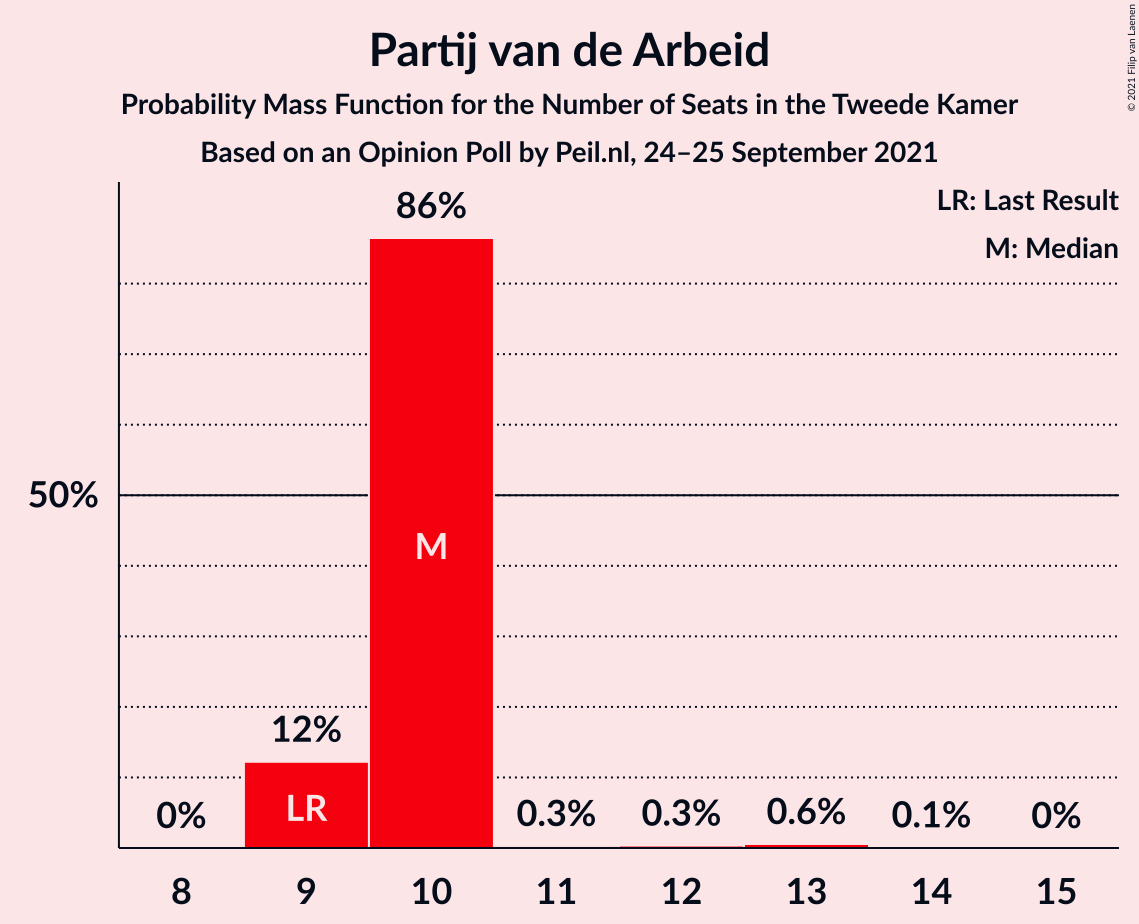 Partij van de Arbeid
Probability Mass Function for the Number of Seats in the Tweede Kamer
Based on an Opinion Poll by Peil.nl, 24–25 September 2021
© 2021 Filip van Laenen
LR: Last Result
M: Median
86%
50%
M
12%
LR
0%
0.3%
0.3%
0.6%
0.1%
0%
8
9
10
11
12
13
14
15